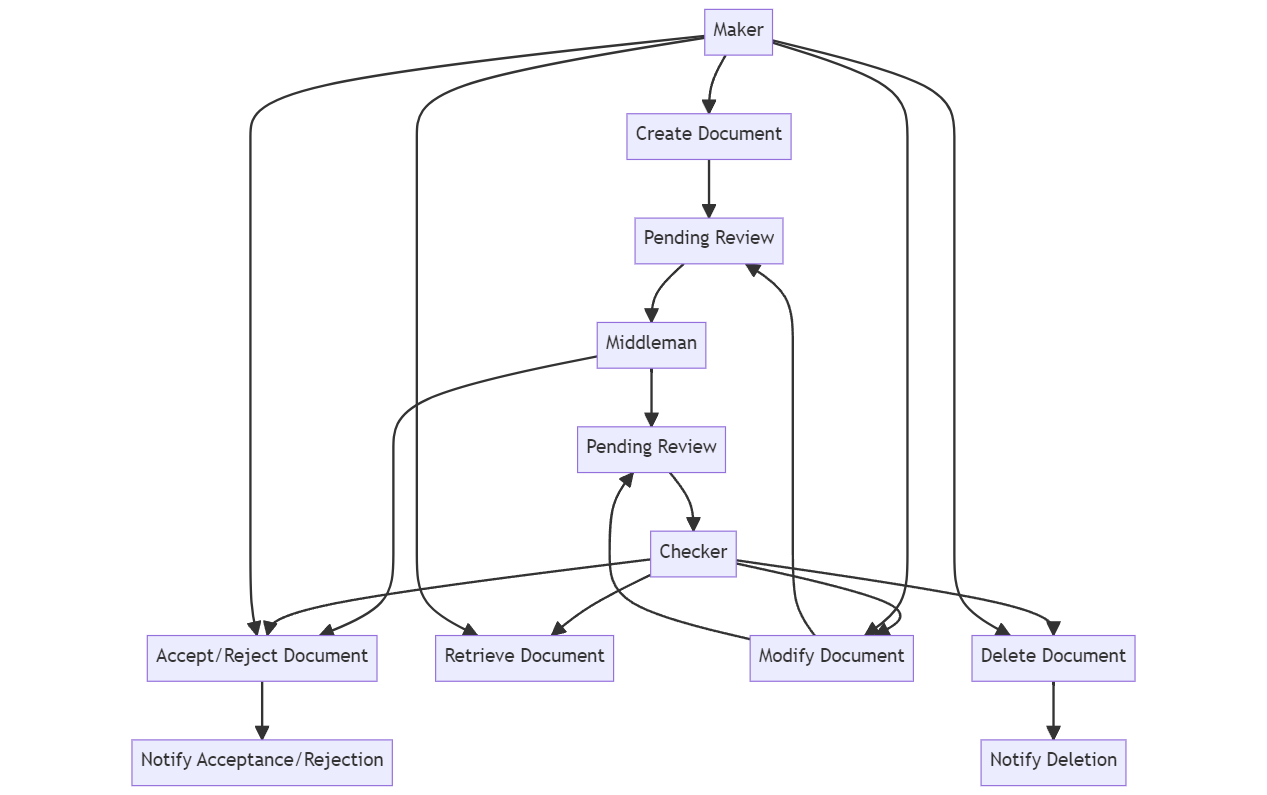 Maker
Create Document
Pending Review
Middleman
Pending Review
Checker
Accept/Reject Document
Retrieve Document
Modify Document
Delete Document
Notify Acceptance/Rejection
Notify Deletion